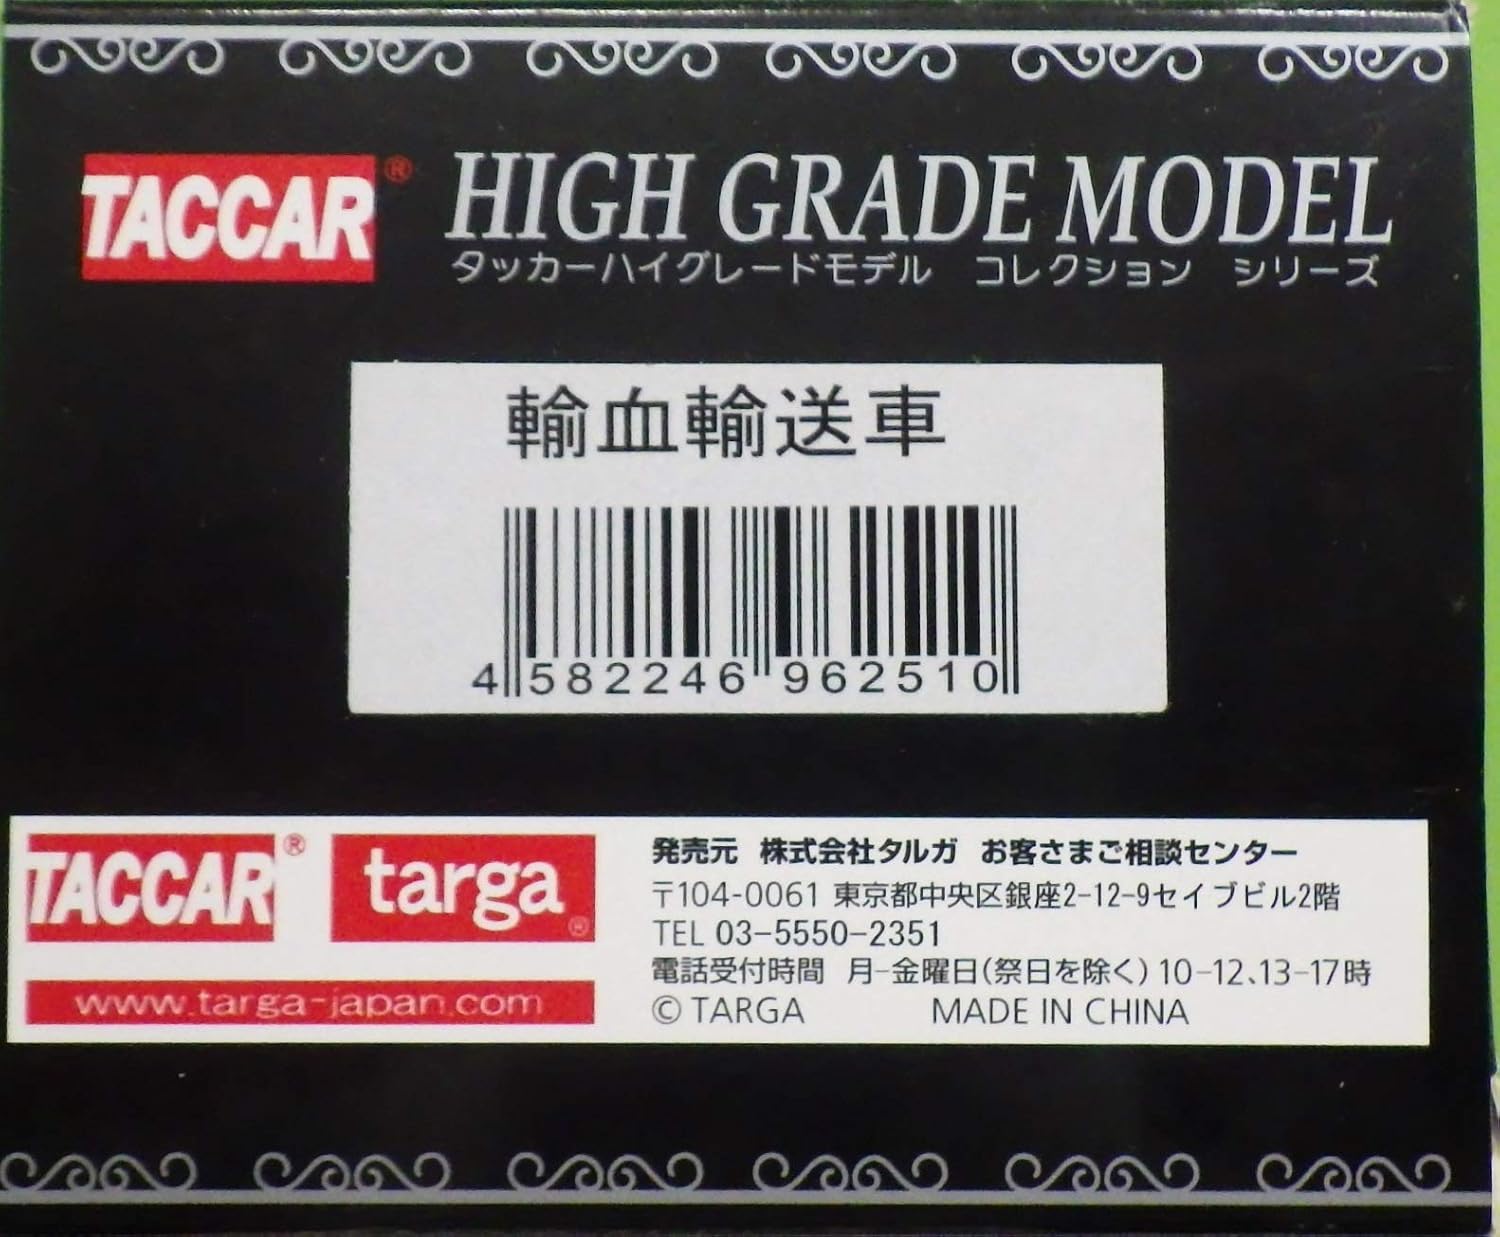 TACCAR® HIGH GRADE MODEL
タッカーハイグレードモデル コレクション シリーズ
輸血輸送車
4 582246 962510
TACCAR® targa®
www.targa-japan.com
発売元 株式会社タルガ お客さまご相談センター
〒104-0061 東京都中央区銀座2-12-9セイブビル2階
TEL 03-5550-2351
電話受付時間 月-金曜日(祭日を除く)10-12、13-17時
© TARGA MADE IN CHINA